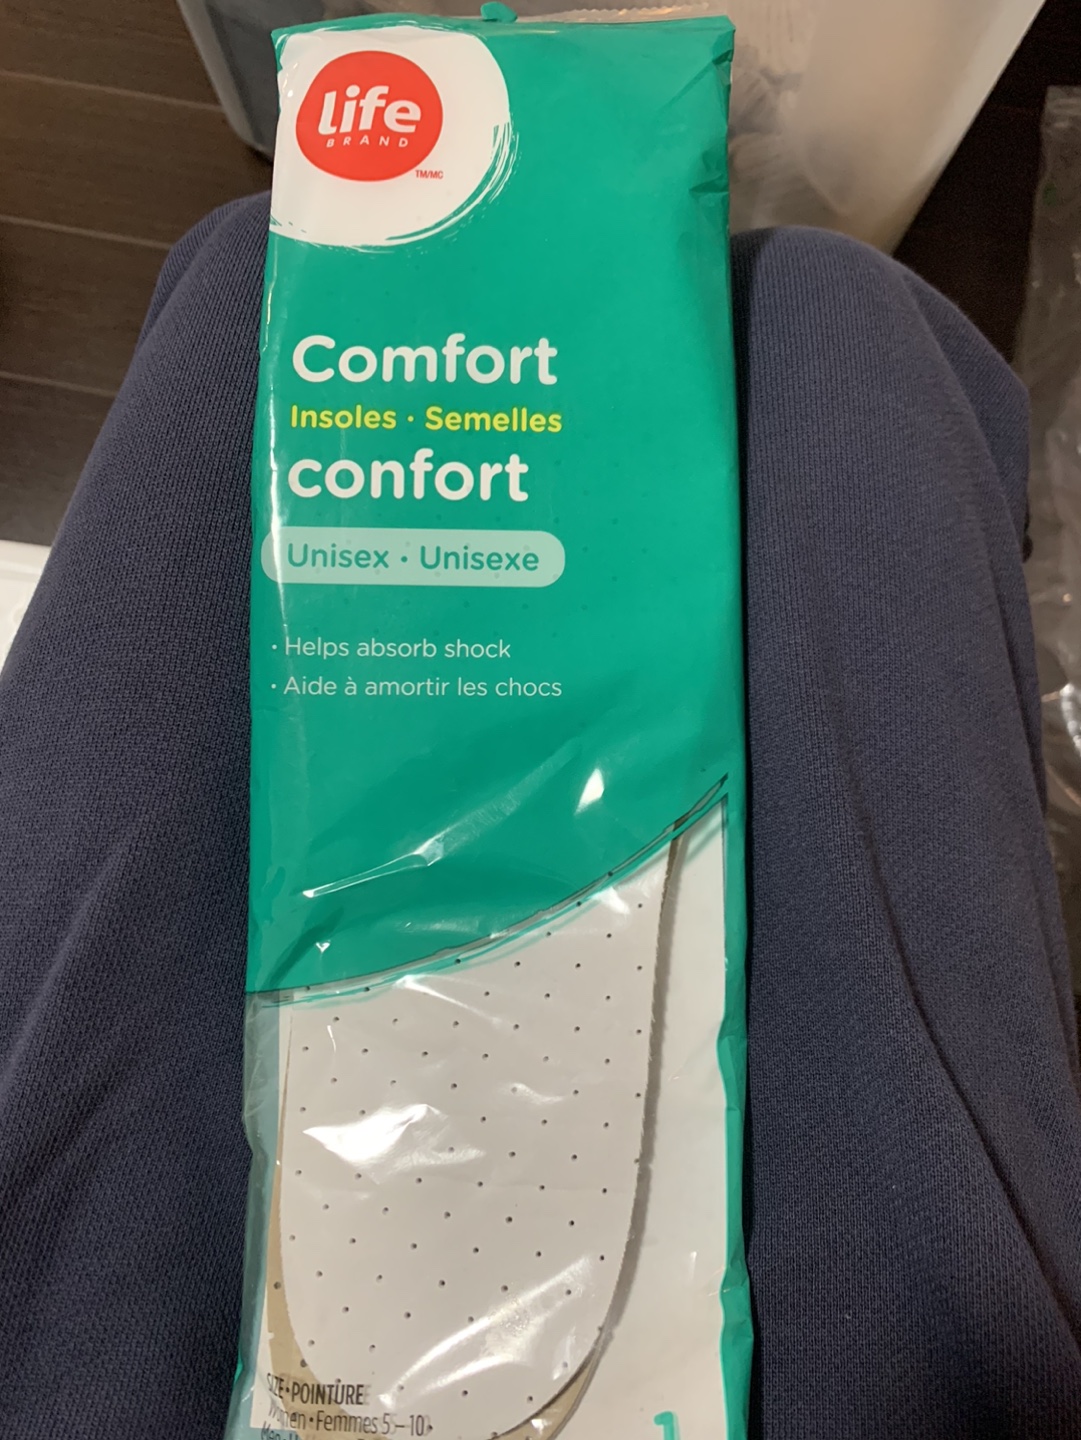 life
BRAND
TM/MC
Comfort
Insoles · Semelles
confort
Unisex · Unisexe
· Helps absorb shock
· Aide à amortir les chocs
SIZE • POINTURE
Women • Femmes 5–10
1